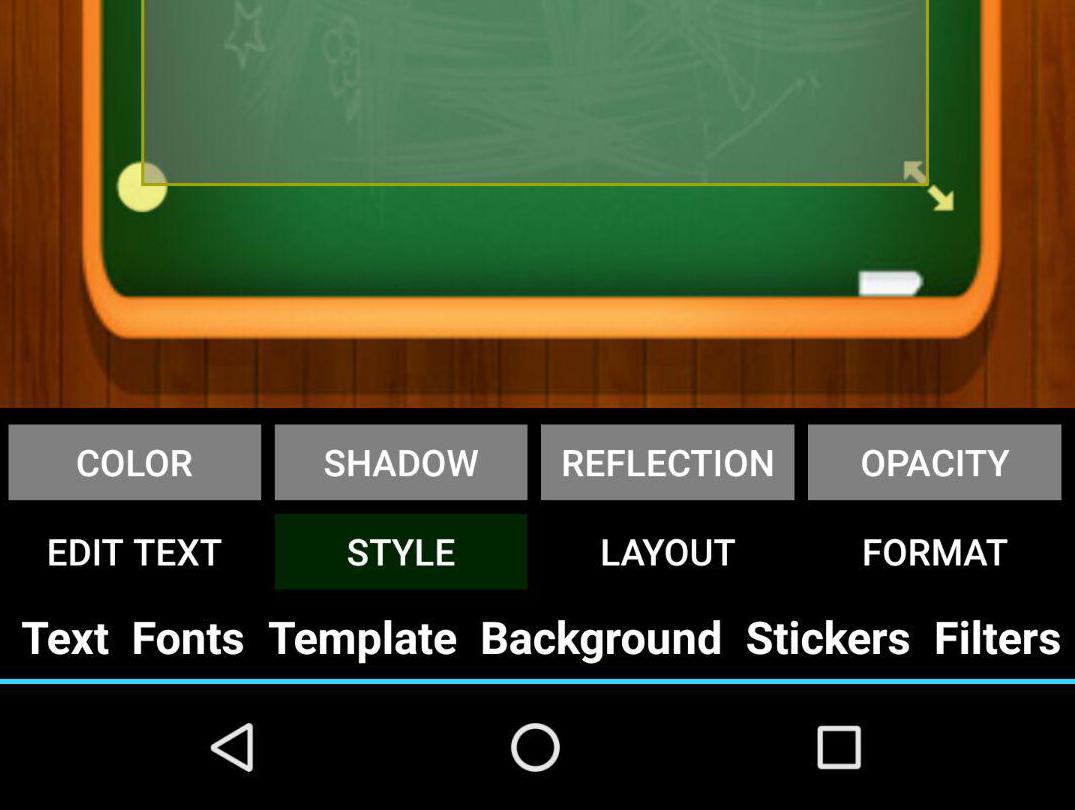 COLOR SHADOW REFLECTION OPACITY
EDIT TEXT STYLE LAYOUT FORMAT
Text Fonts Template Background Stickers Filters